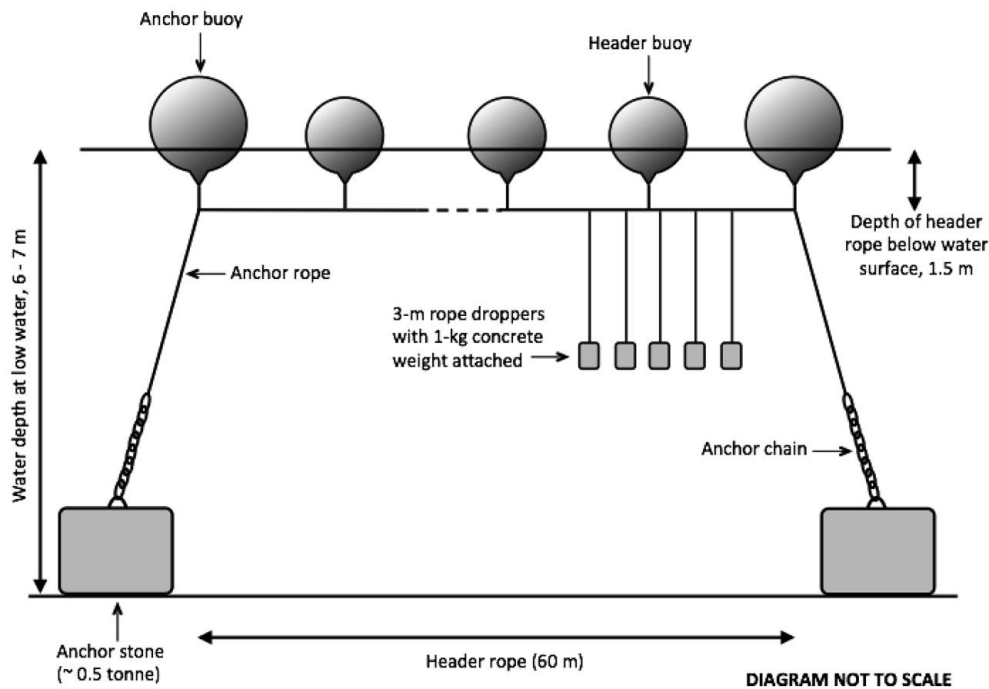 Anchor buoy
Header buoy
Water depth at low water, 6 - 7 m
Depth of header
rope below water
surface, 1.5 m
Anchor rope
3-m rope droppers
with 1-kg concrete
weight attached
Anchor chain
Anchor stone
(~ 0.5 tonne)
Header rope (60 m)
DIAGRAM NOT TO SCALE